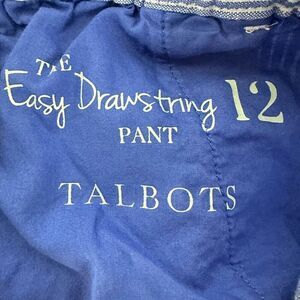 THE
Easy Drawstring 12
PANT
TALBOTS